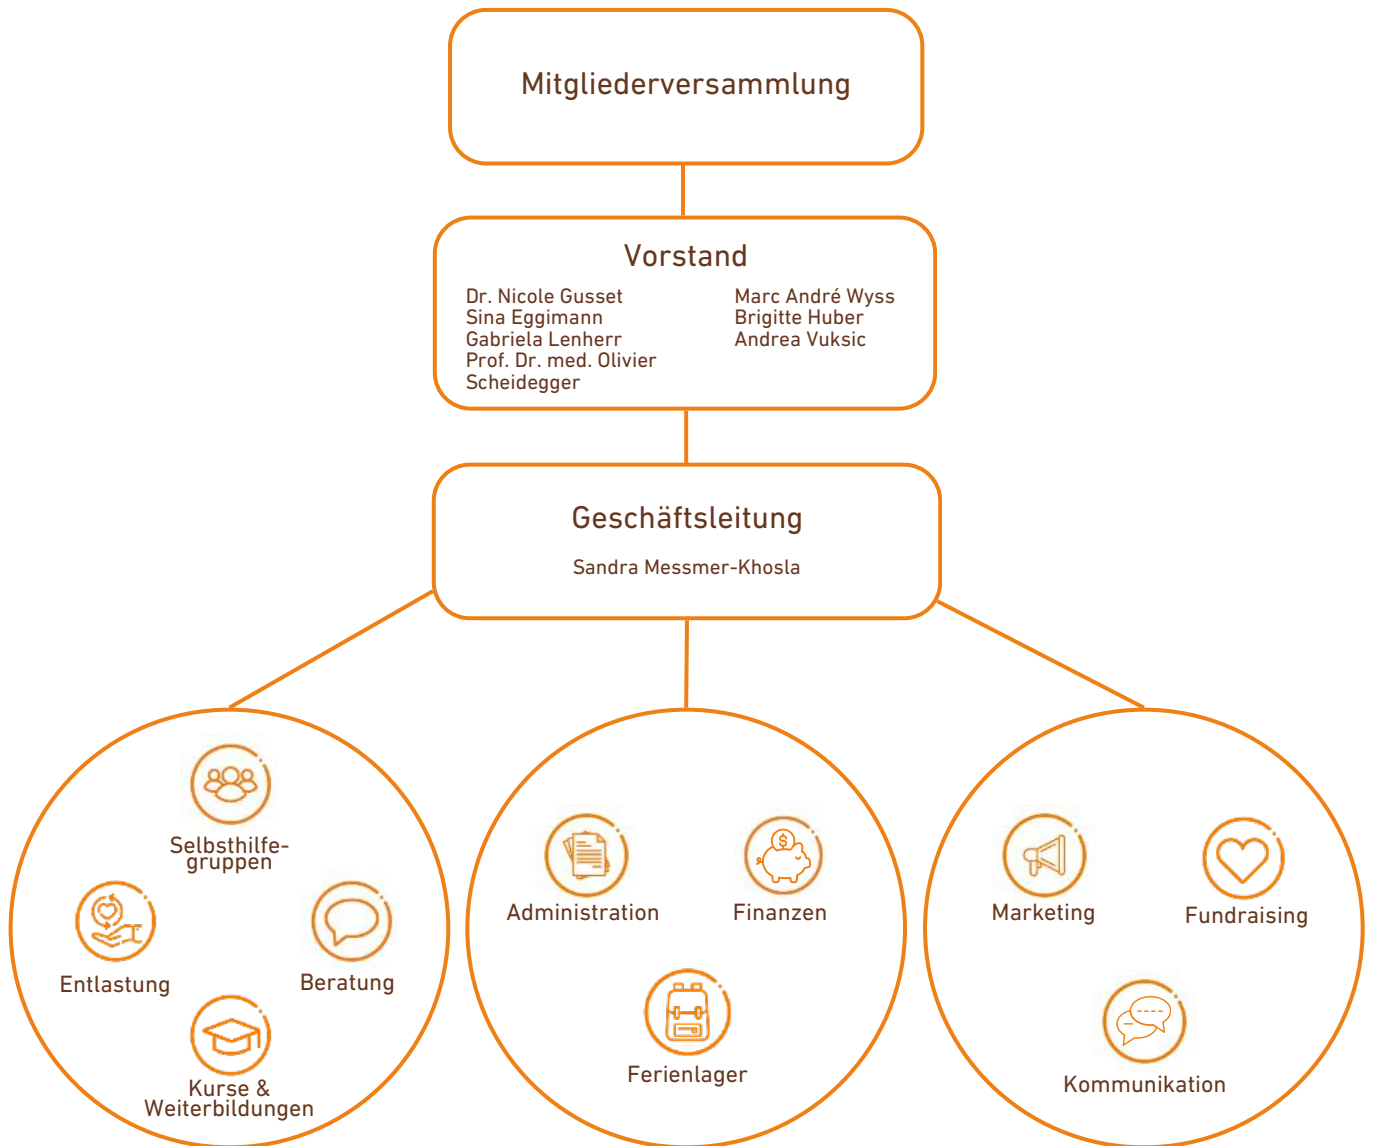 Mitgliederversammlung
Vorstand
Dr. Nicole Gusset
Sina Eggimann
Gabriela Lenherr
Prof. Dr. med. Olivier
Scheidegger
Marc André Wyss
Brigitte Huber
Andrea Vuksic
Geschäftsleitung
Sandra Messmer-Khosla
Selbsthilfe-
gruppen
Entlastung
Beratung
Kurse &
Weiterbildungen
Administration
$
Finanzen
Ferienlager
Marketing
Fundraising
Kommunikation